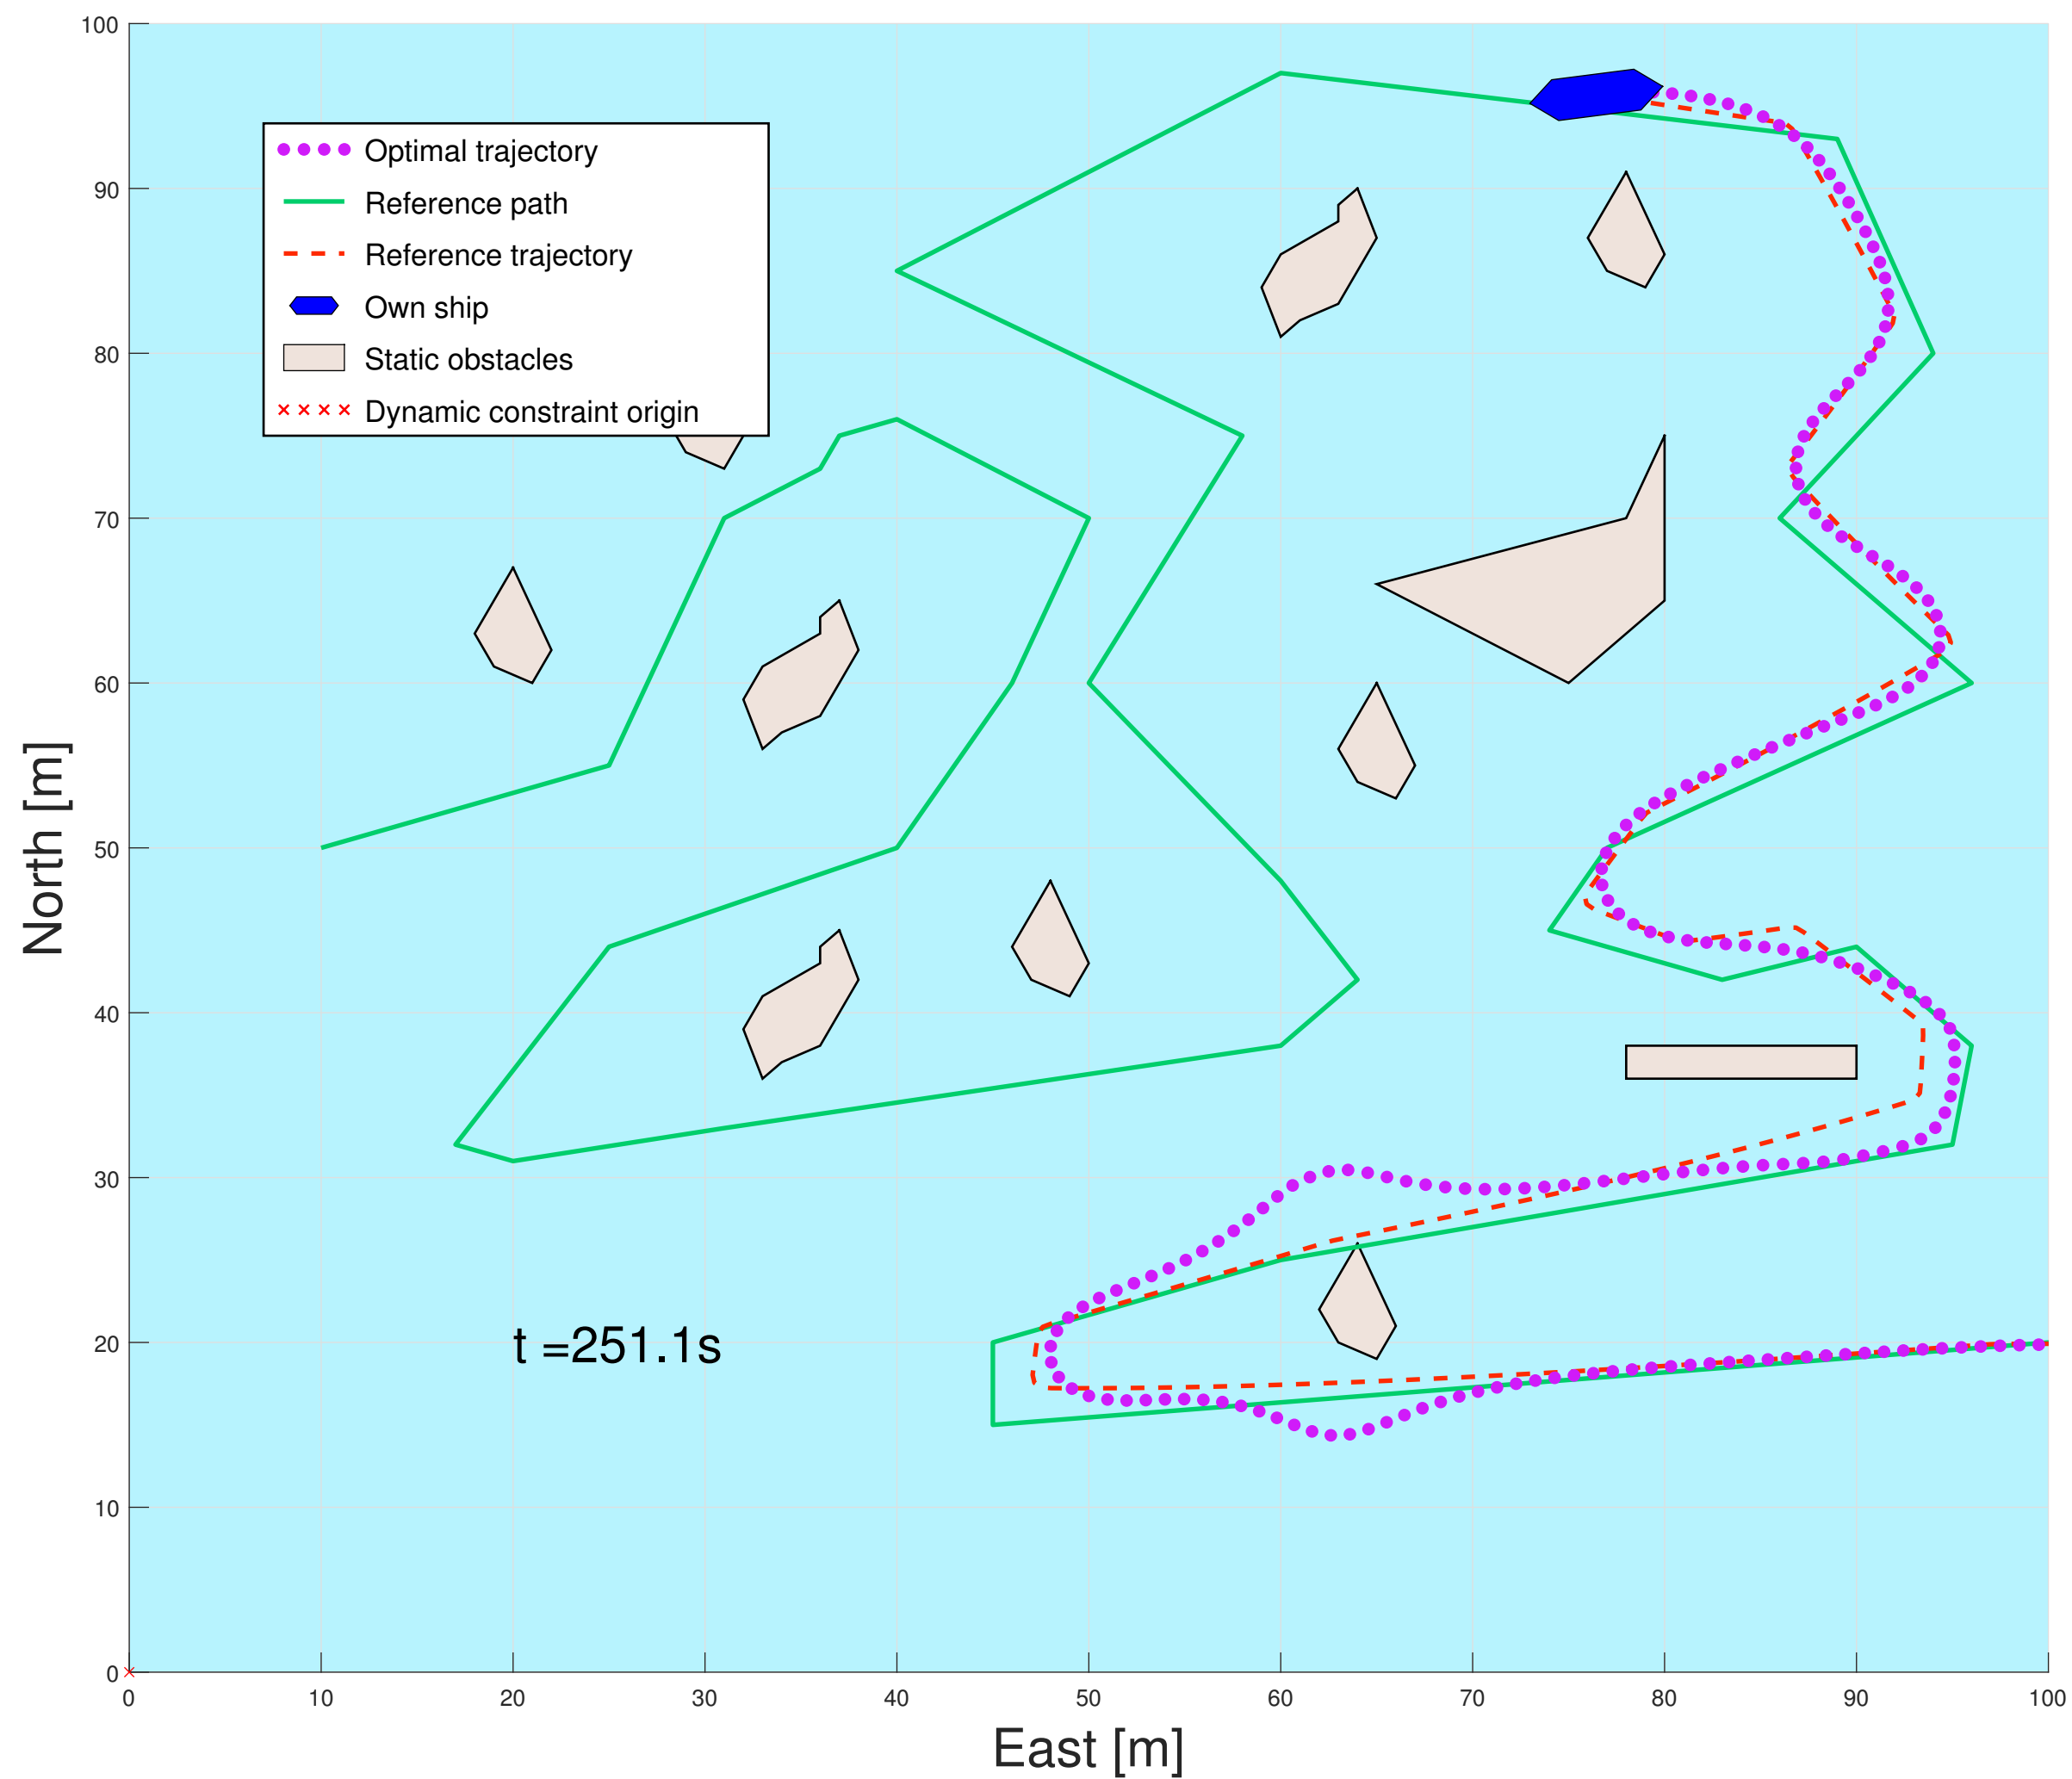 100
90
80
70
60
50
40
30
20
10
0
North [m]
Optimal trajectory
Reference path
Reference trajectory
Own ship
Static obstacles
Dynamic constraint origin
t =251.1s
0 10 20 30 40 50 60 70 80 90 100
East [m]